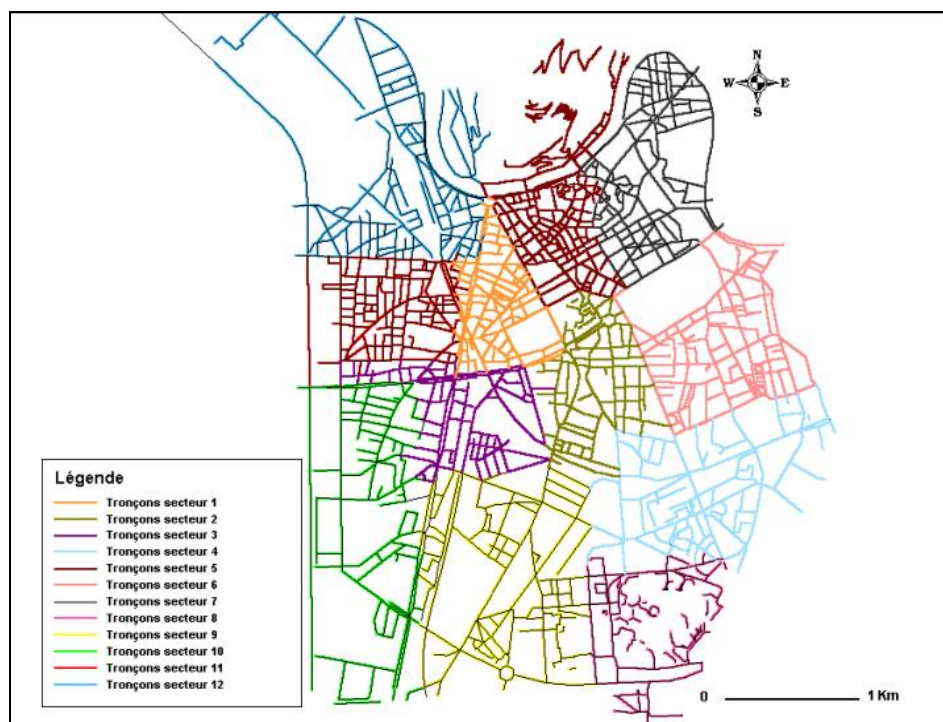 N
W E
S
Légende
Tronçons secteur 1
Tronçons secteur 2
Tronçons secteur 3
Tronçons secteur 4
Tronçons secteur 5
Tronçons secteur 6
Tronçons secteur 7
Tronçons secteur 8
Tronçons secteur 9
Tronçons secteur 10
Tronçons secteur 11
Tronçons secteur 12
0 1 Km